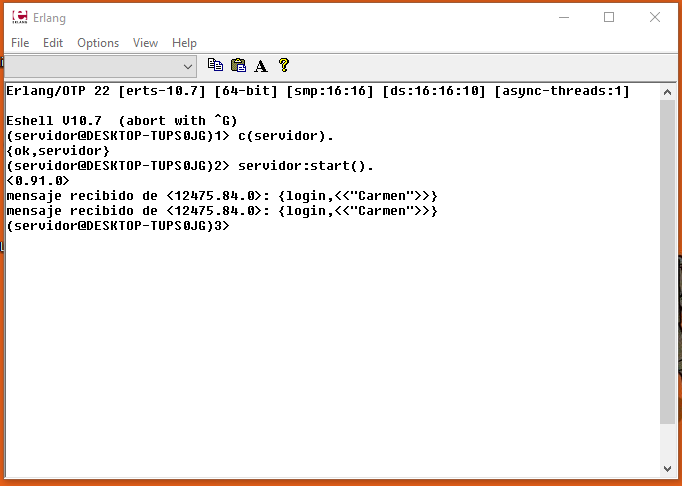 Erlang
File Edit Options View Help
Erlang/OTP 22 [erts-10.7] [64-bit] [smp:16:16] [ds:16:16:10] [async-threads:1]
Eshell V10.7  (abort with ^G)
(servidor@DESKTOP-TUPS0JG)1> c(servidor).
{ok,servidor}
(servidor@DESKTOP-TUPS0JG)2> servidor:start().
<0.91.0>
mensaje recibido de <12475.84.0>: {login,<<"Carmen">>}
mensaje recibido de <12475.84.0>: {login,<<"Carmen">>}
(servidor@DESKTOP-TUPS0JG)3>